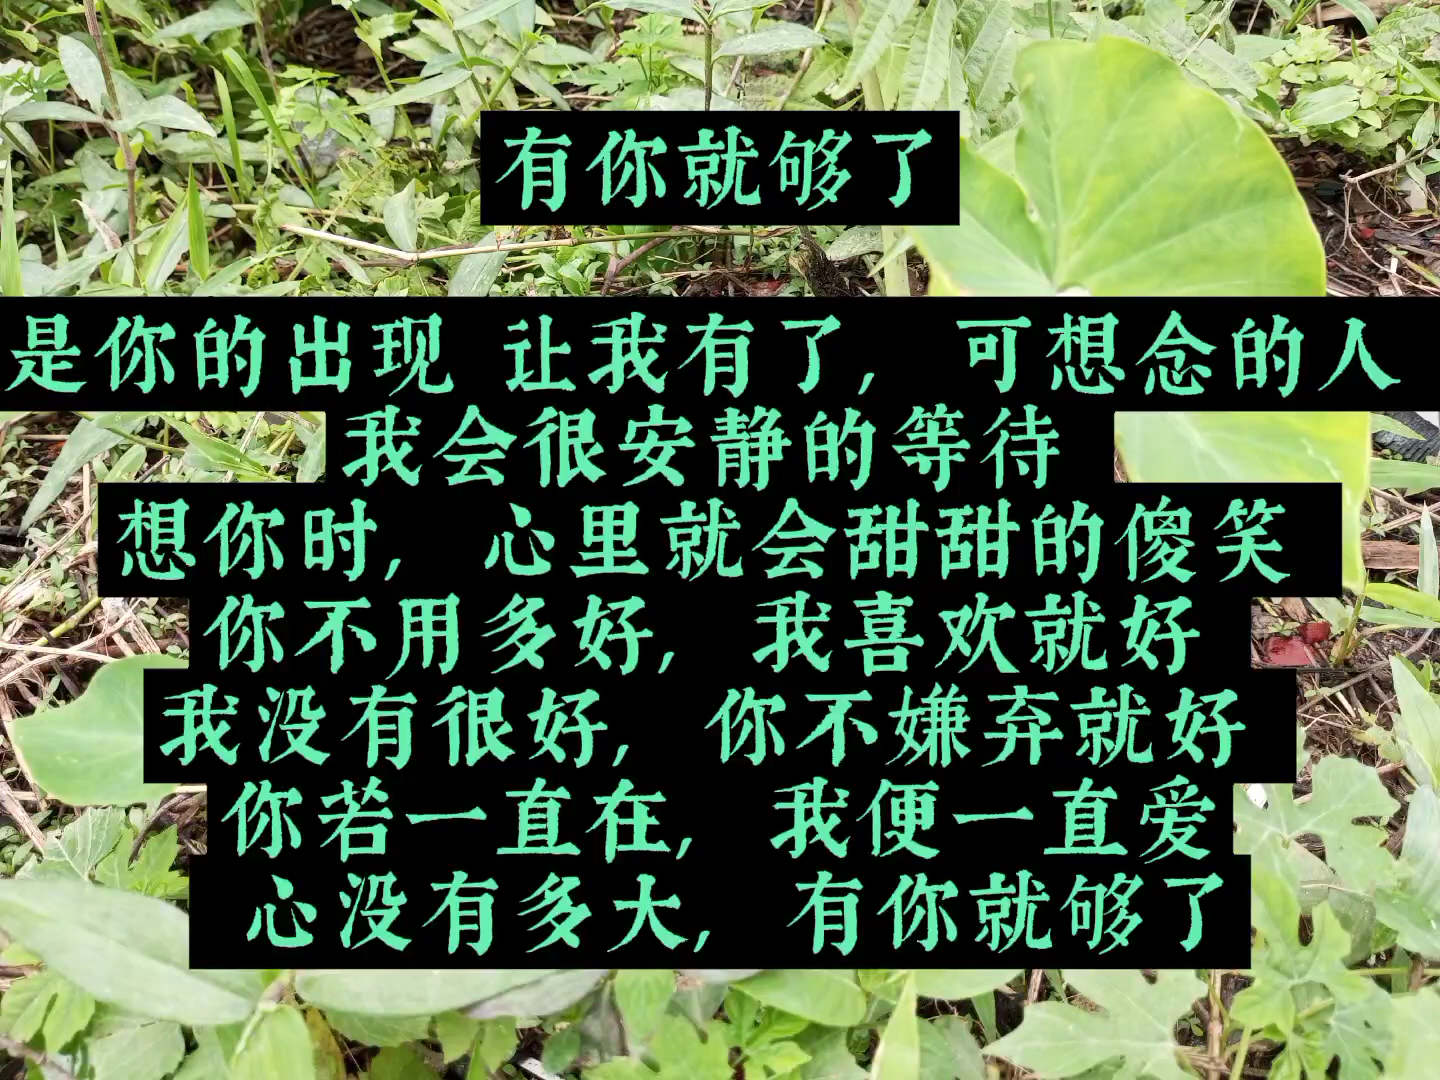 有你就够了
是你的出现 让我有了, 可想念的人
我会很安静的等待
想你时, 心里就会甜甜的傻笑
你不用多好, 我喜欢就好
我没有很好, 你不嫌弃就好
你若一直在, 我便一直爱
心没有多大, 有你就够了